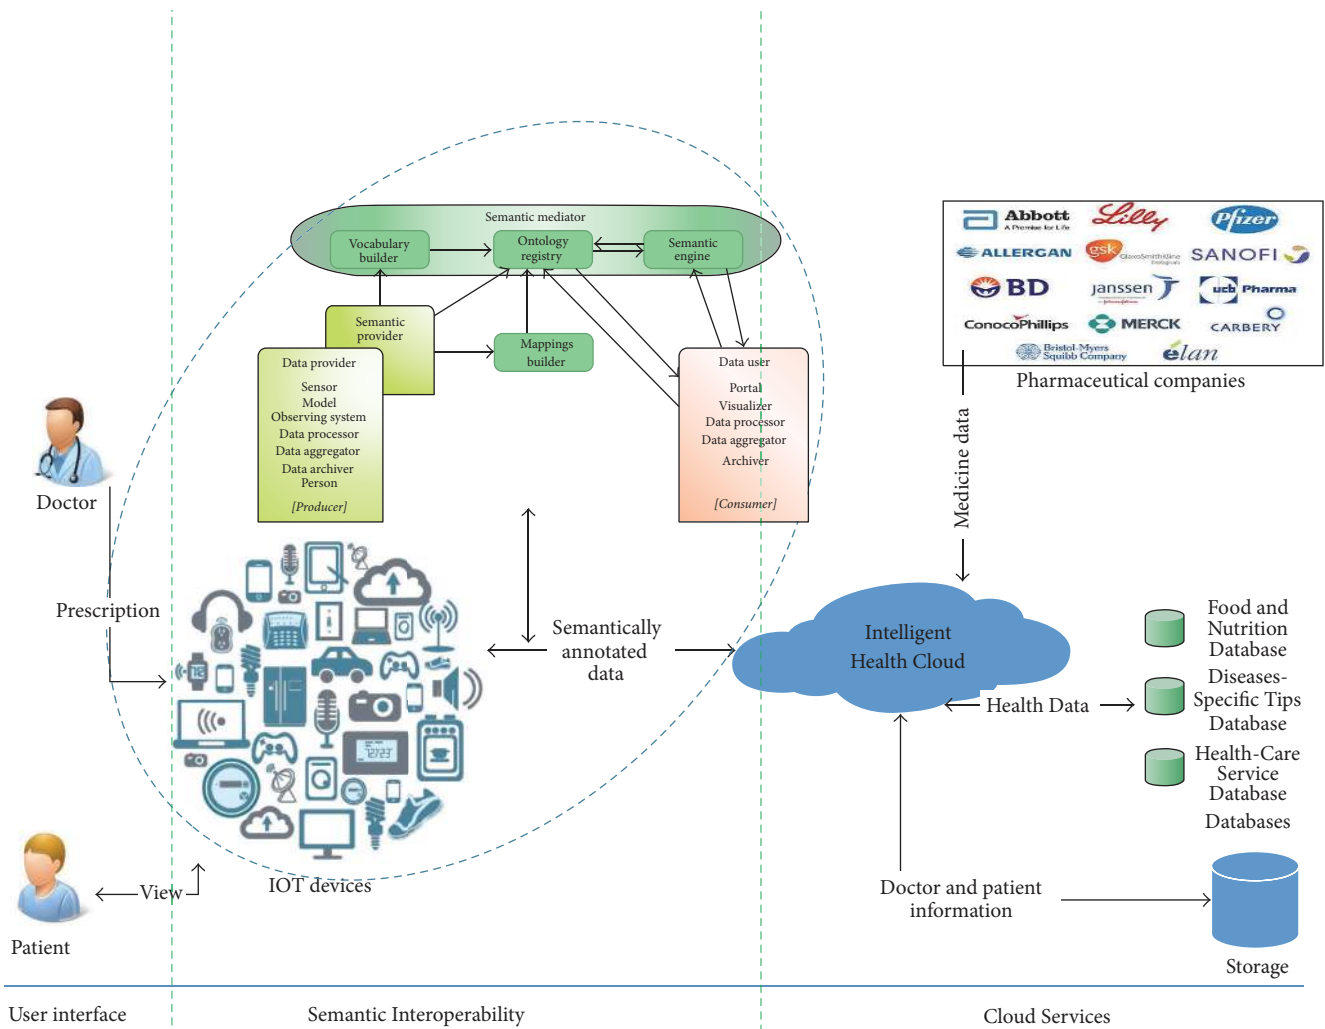 Semantic mediator
Vocabulary
builder
Ontology
registry
Semantic
engine
Semantic
provider
Mappings
builder
Data provider
Sensor
Model
Observing system
Data processor
Data aggregator
Data archiver
Person
[Producer]
Data user
Portal
Visualizer
Data processor
Data aggregator
Archiver
[Consumer]
Abbott
A Promise for Life
Lilly
Pfizer
ALLERGAN
gsk
GlaxoSmithKline
SANOFI
BD
janssen
ucb Pharma
ConocoPhillips
MERCK
CARBERY
Bristol-Myers
Squibb Company
élan
Pharmaceutical companies
Medicine data
Doctor
Prescription
Patient
View
IOT devices
Semantically
annotated
data
Intelligent
Health Cloud
Health Data
Food and
Nutrition
Database
Diseases-
Specific Tips
Database
Health-Care
Service
Database
Databases
Doctor and patient
information
Storage
User interface
Semantic Interoperability
Cloud Services